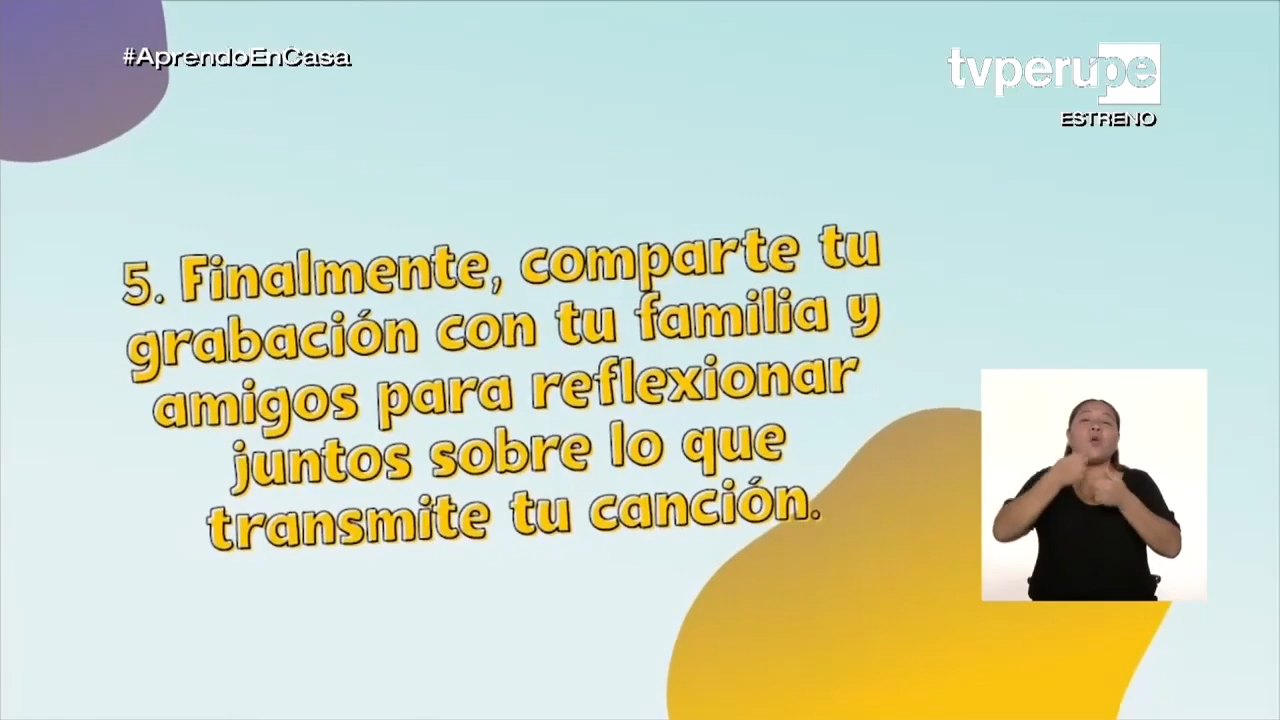 #AprendoEnCasa
tvperupe
ESTRENO
5. Finalmente, comparte tu
grabación con tu familia y
amigos para reflexionar
juntos sobre lo que
transmite tu canción.